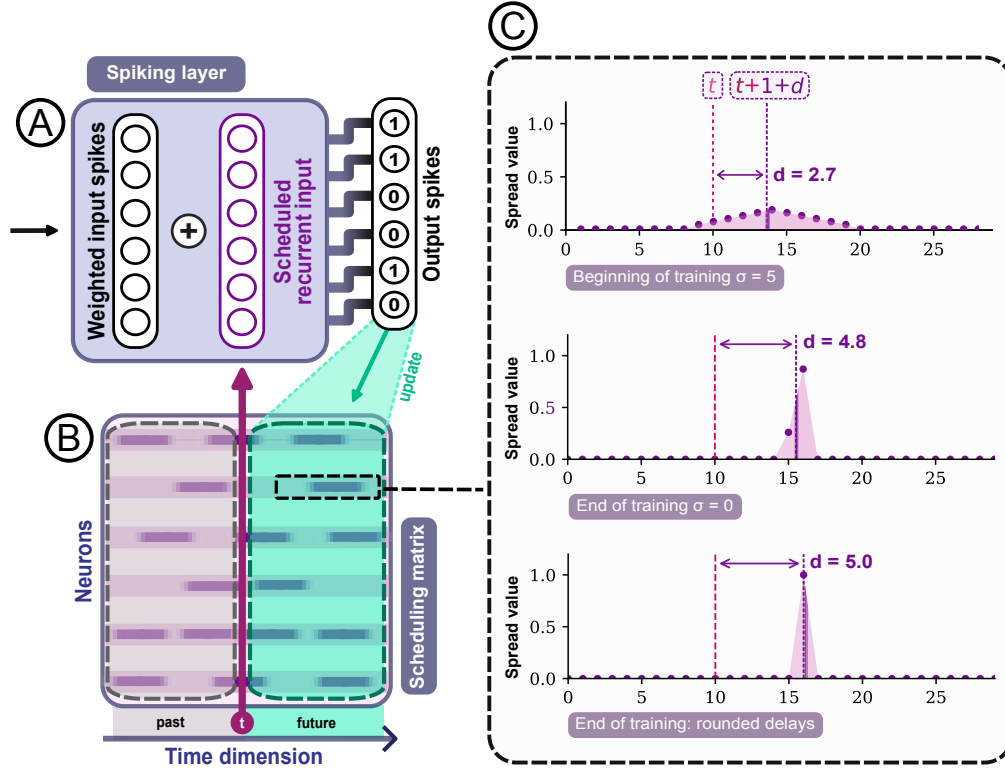 A
Spiking layer
Weighted input spikes
+
Scheduled
recurrent input
1
1
0
0
1
0
Output spikes
update
B
Neurons
Scheduling matrix
past
t
future
Time dimension
C
t
t+1+d
Spread value
1.0
0.5
0.0
d = 2.7
0 5 10 15 20 25
Beginning of training σ = 5
Spread value
1.0
0.5
0.0
d = 4.8
0 5 10 15 20 25
End of training σ = 0
Spread value
1.0
0.5
0.0
d = 5.0
0 5 10 15 20 25
End of training: rounded delays